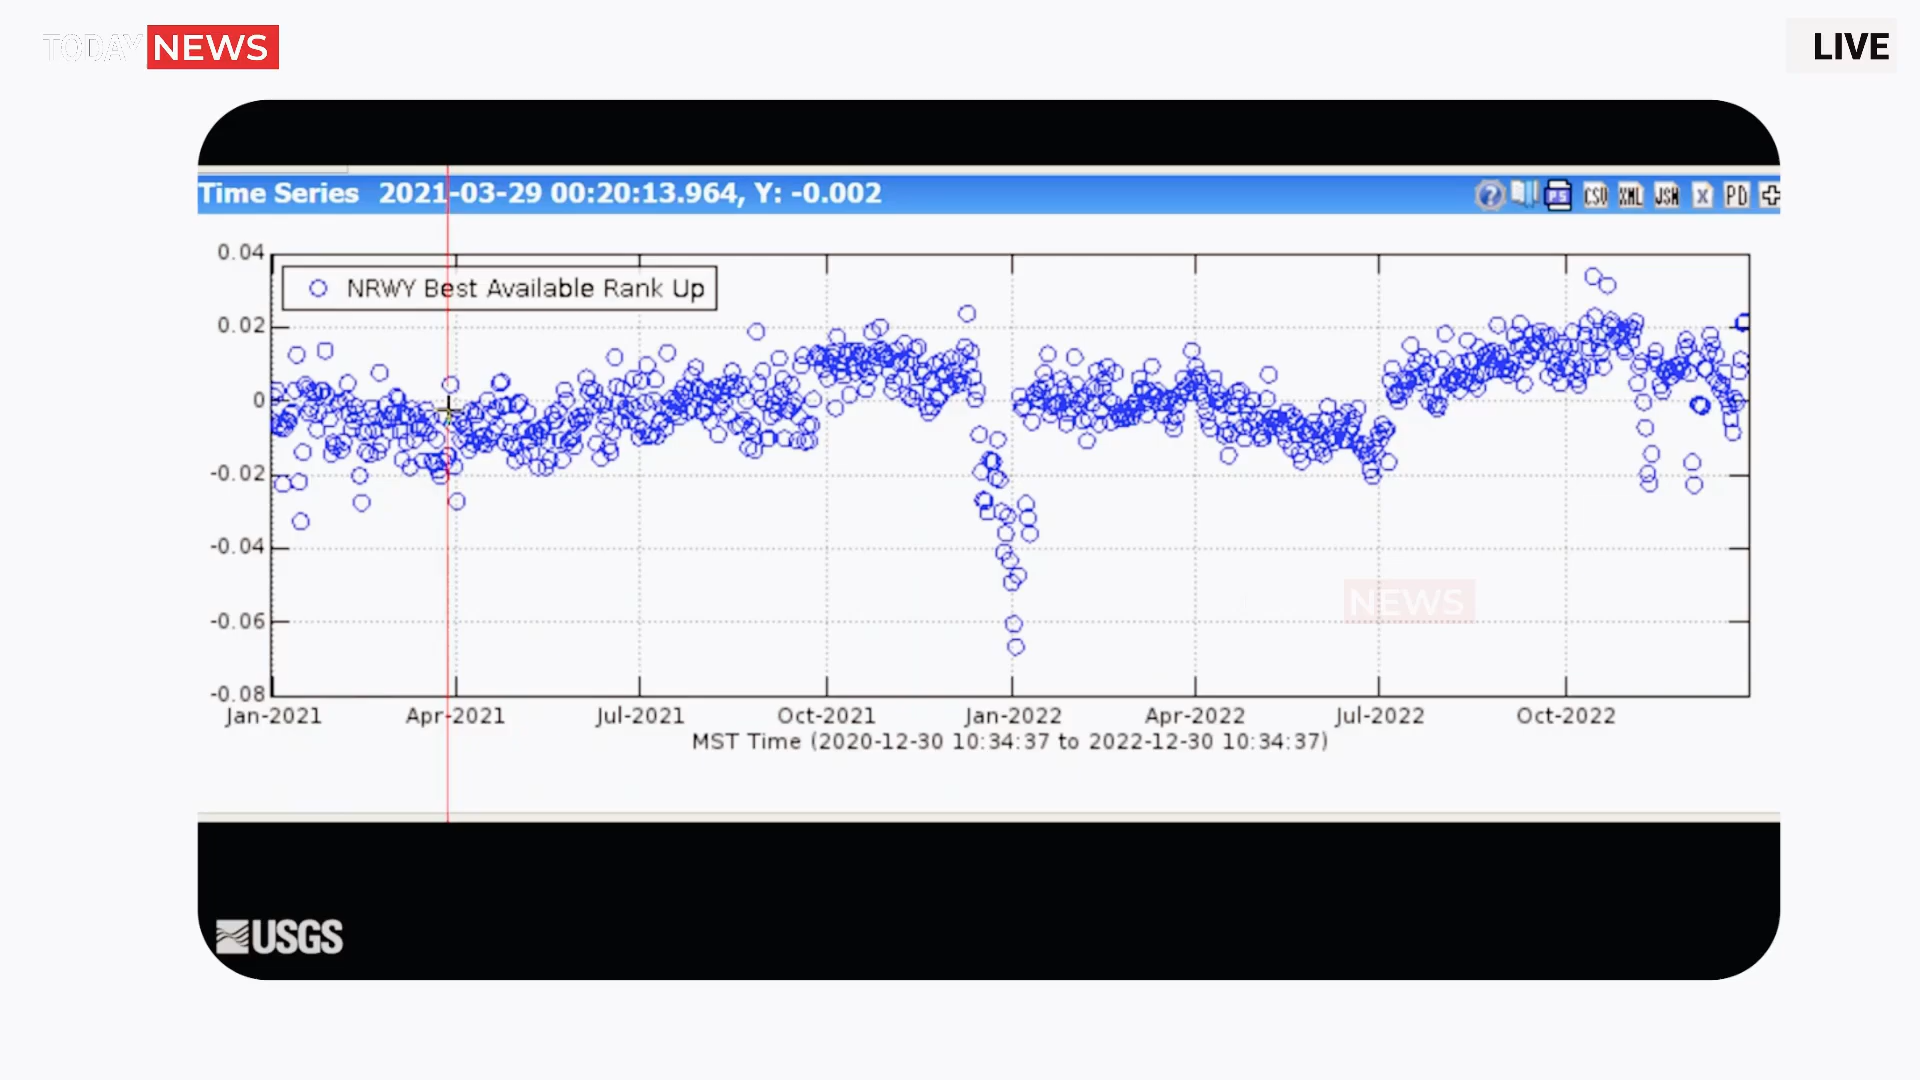 TODAY NEWS
LIVE
Time Series 2021-03-29 00:20:13.964, Y: -0.002
PS CSV XML JSN X PD
0.04
NRWY Best Available Rank Up
0.02
0
-0.02
-0.04
-0.06
-0.08
NEWS
Jan-2021 Apr-2021 Jul-2021 Oct-2021 Jan-2022 Apr-2022 Jul-2022 Oct-2022
MST Time (2020-12-30 10:34:37 to 2022-12-30 10:34:37)
USGS